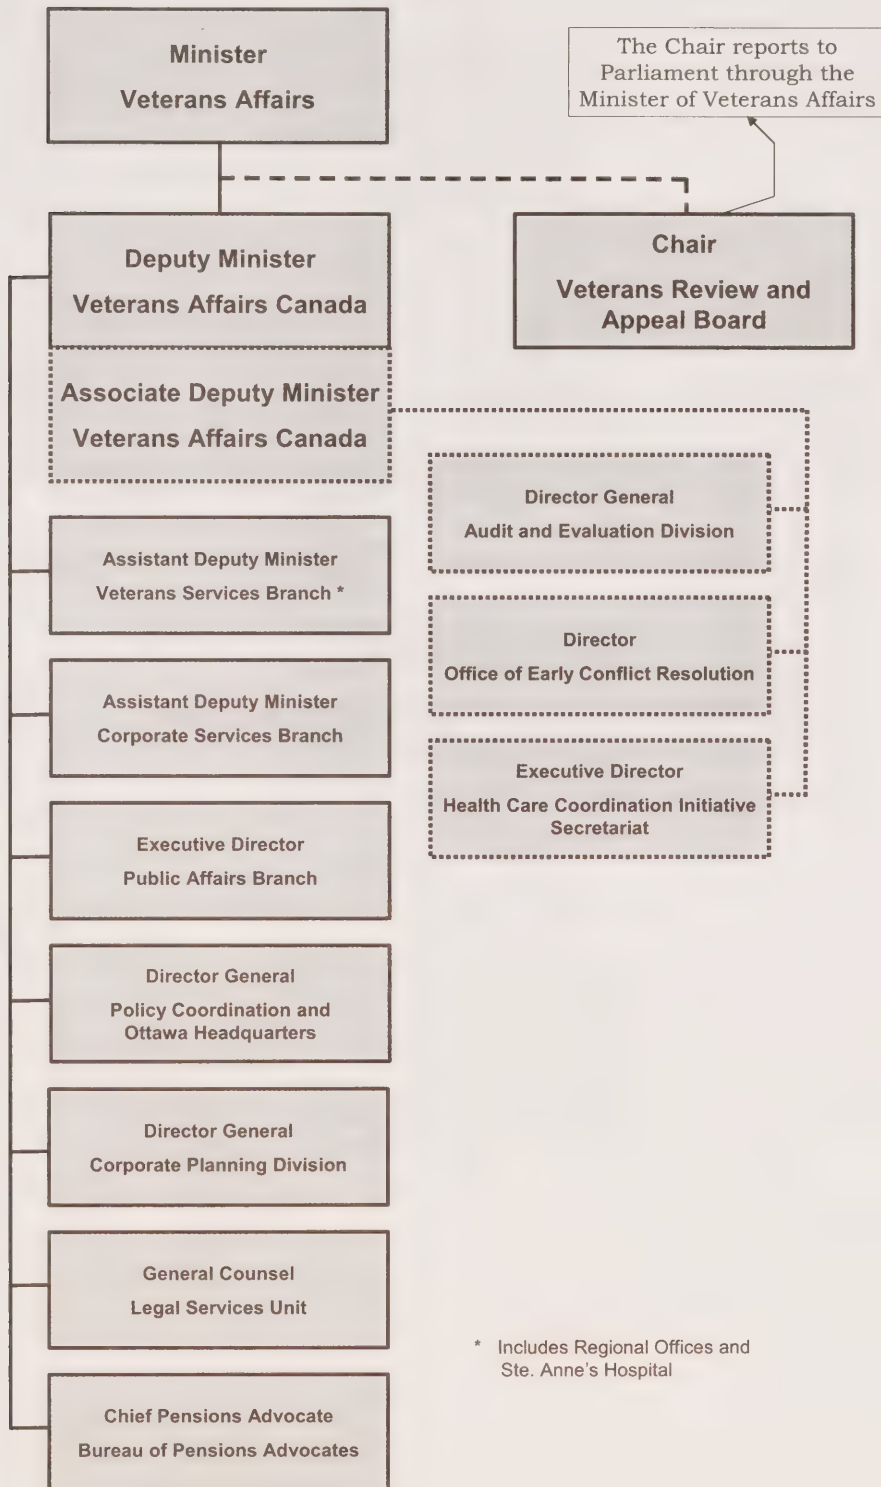 Minister
Veterans Affairs
The Chair reports to
Parliament through the
Minister of Veterans Affairs
Deputy Minister
Veterans Affairs Canada
Chair
Veterans Review and
Appeal Board
Associate Deputy Minister
Veterans Affairs Canada
Director General
Audit and Evaluation Division
Assistant Deputy Minister
Veterans Services Branch *
Director
Office of Early Conflict Resolution
Assistant Deputy Minister
Corporate Services Branch
Executive Director
Health Care Coordination Initiative
Secretariat
Executive Director
Public Affairs Branch
Director General
Policy Coordination and
Ottawa Headquarters
Director General
Corporate Planning Division
General Counsel
Legal Services Unit
* Includes Regional Offices and
Ste. Anne's Hospital
Chief Pensions Advocate
Bureau of Pensions Advocates